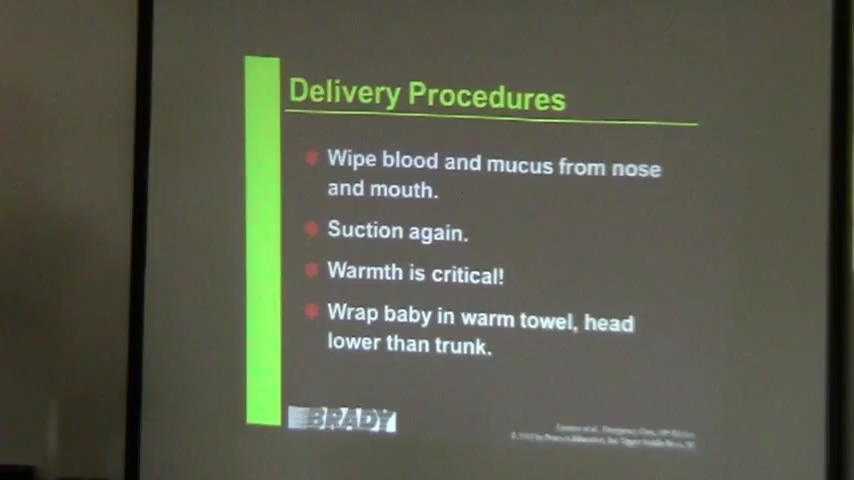 Delivery Procedures
Wipe blood and mucus from nose
and mouth.
Suction again.
Warmth is critical!
Wrap baby in warm towel, head
lower than trunk.
BRADY